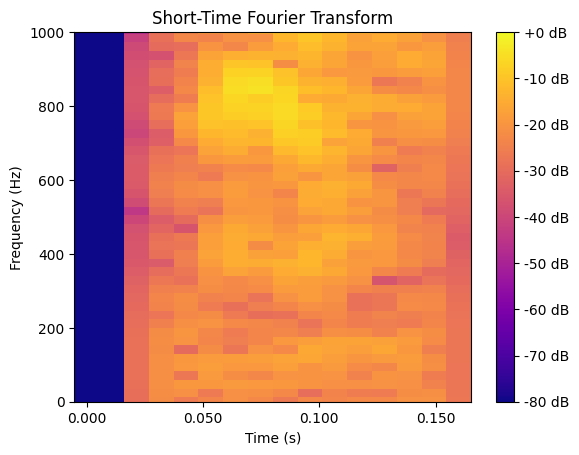 Short-Time Fourier Transform
Frequency (Hz)
1000
800
600
400
200
0
0.000
0.050
0.100
0.150
Time (s)
+0 dB
-10 dB
-20 dB
-30 dB
-40 dB
-50 dB
-60 dB
-70 dB
-80 dB